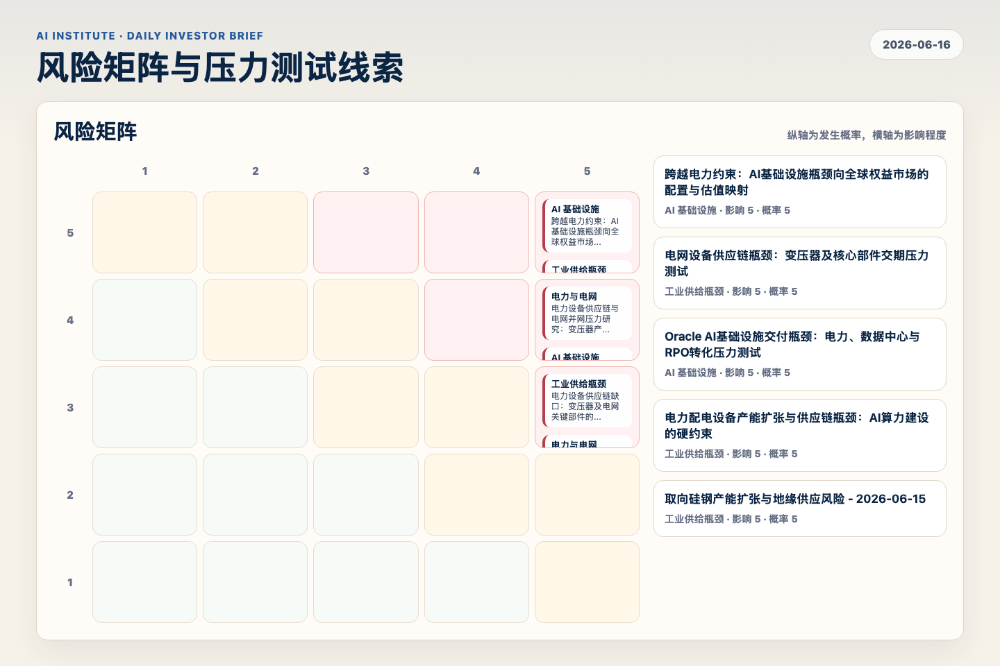 AI INSTITUTE · DAILY INVESTOR BRIEF
2026-06-16
风险矩阵与压力测试线索
风险矩阵
纵轴为发生概率，横轴为影响程度
1 2 3 4 5
5
AI 基础设施
跨越电力约束：AI
基础设施瓶颈向全
球权益市场...
工业供给瓶颈
4
电力与电网
电力设备供应链与
电网并网压力研
究：变压器产...
AI 基础设施
3
工业供给瓶颈
电力设备供应链缺
口：变压器及电网
关键部件的...
电力与电网
2
1
跨越电力约束：AI基础设施瓶颈向全球权益市场的
配置与估值映射
AI 基础设施 · 影响 5 · 概率 5
电网设备供应链瓶颈：变压器及核心部件交期压力
测试
工业供给瓶颈 · 影响 5 · 概率 5
Oracle AI基础设施交付瓶颈：电力、数据中心与
RPO转化压力测试
AI 基础设施 · 影响 5 · 概率 5
电力配电设备产能扩张与供应链瓶颈：AI算力建设
的硬约束
工业供给瓶颈 · 影响 5 · 概率 5
取向硅钢产能扩张与地缘供应风险 - 2026-06-15
工业供给瓶颈 · 影响 5 · 概率 5